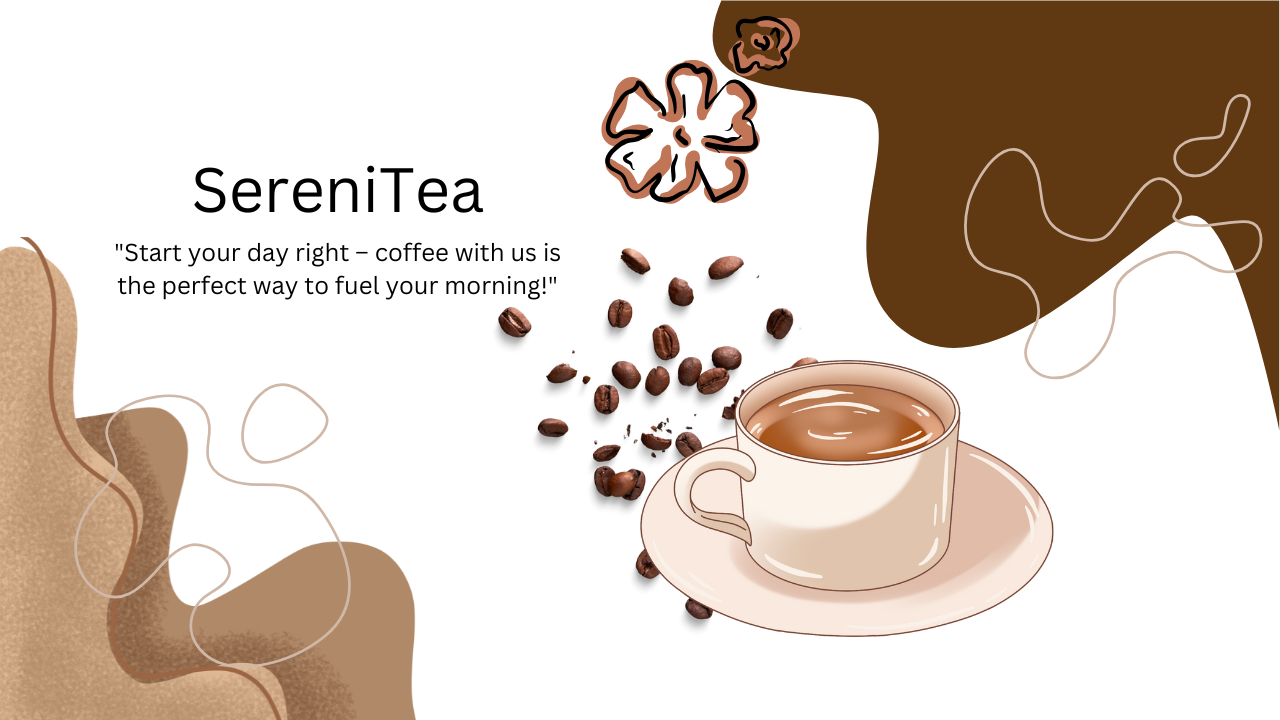 SereniTea
"Start your day right – coffee with us is
the perfect way to fuel your morning!"